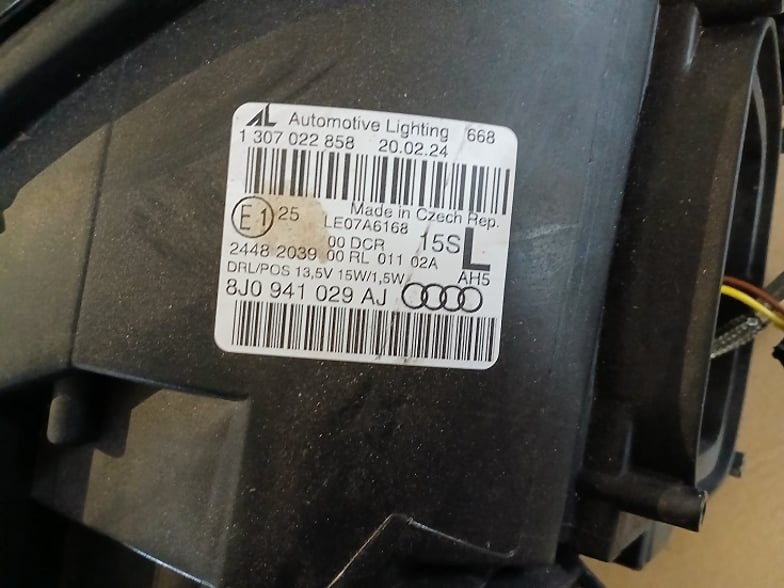 AL Automotive Lighting 668
1 307 022 858 20.02.24
E1 25 Made in Czech Rep.
LE07A6168
00 DCR 15S L
2448 2039 00 RL 011 02A
DRL/POS 13,5V 15W/1,5W AH5
8J0 941 029 AJ